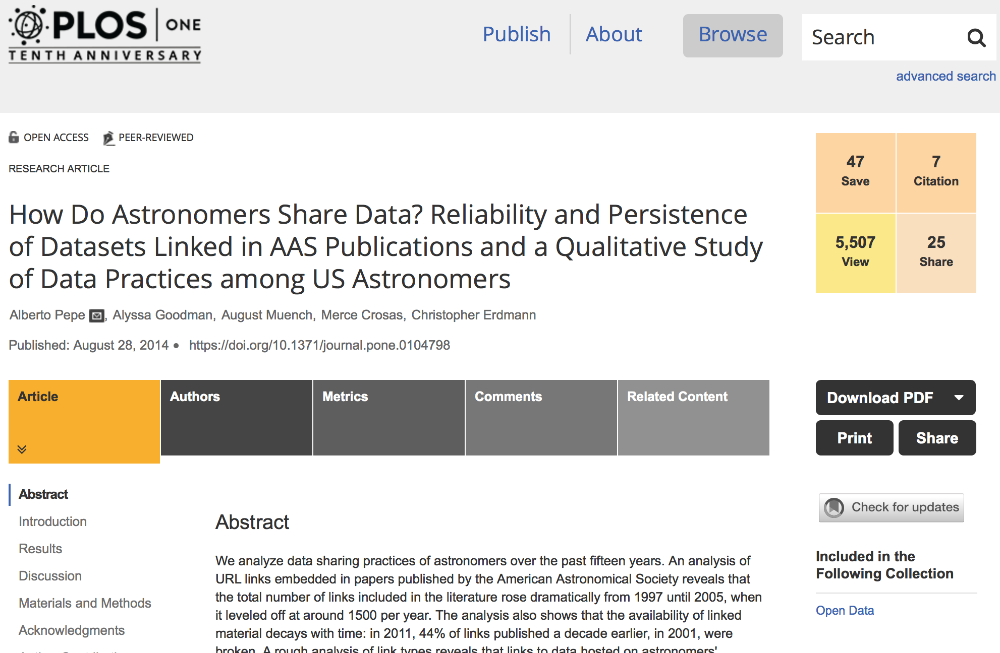 PLOS | ONE
TENTH ANNIVERSARY
Publish
About
Browse
Search
advanced search
OPEN ACCESS
PEER-REVIEWED
RESEARCH ARTICLE
How Do Astronomers Share Data? Reliability and Persistence
of Datasets Linked in AAS Publications and a Qualitative Study
of Data Practices among US Astronomers
Alberto Pepe, Alyssa Goodman, August Muench, Merce Crosas, Christopher Erdmann
Published: August 28, 2014 • https://doi.org/10.1371/journal.pone.0104798
47
Save
7
Citation
5,507
View
25
Share
Article
Authors
Metrics
Comments
Related Content
Download PDF
Print
Share
Abstract
Introduction
Results
Discussion
Materials and Methods
Acknowledgments
Abstract
We analyze data sharing practices of astronomers over the past fifteen years. An analysis of
URL links embedded in papers published by the American Astronomical Society reveals that
the total number of links included in the literature rose dramatically from 1997 until 2005, when
it leveled off at around 1500 per year. The analysis also shows that the availability of linked
material decays with time: in 2011, 44% of links published a decade earlier, in 2001, were
broken. A rough analysis of link types reveals that links to data hosted on astronomers'
Check for updates
Included in the
Following Collection
Open Data